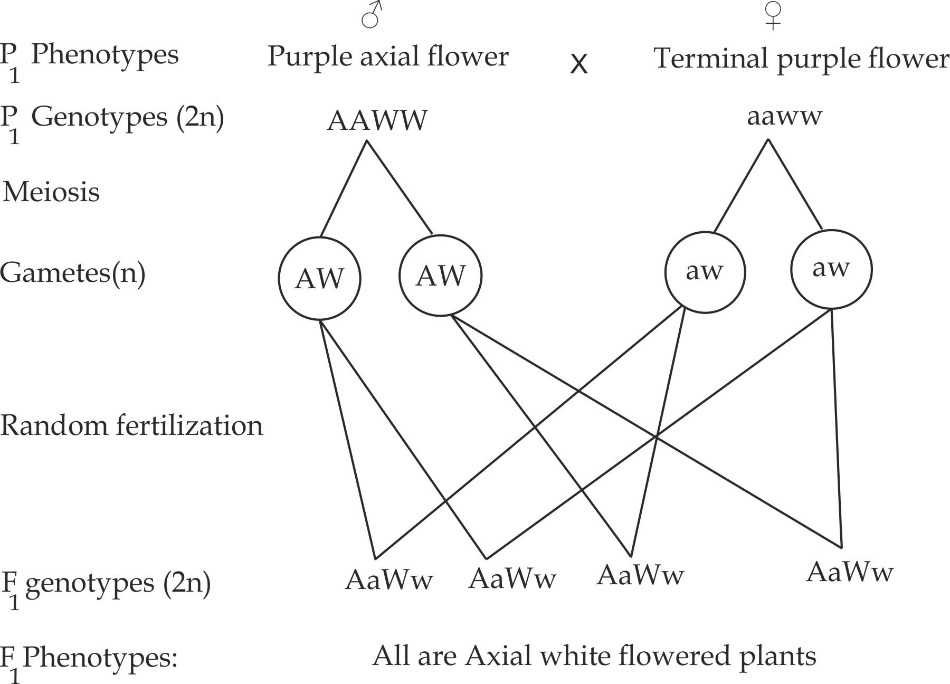 ♂ ♀
P1 Phenotypes Purple axial flower x Terminal purple flower
P1 Genotypes (2n) AAWW aaww
Meiosis
Gametes(n) AW AW aw aw
Random fertilization
F1 genotypes (2n) AaWw AaWw AaWw AaWw
F1 Phenotypes: All are Axial white flowered plants